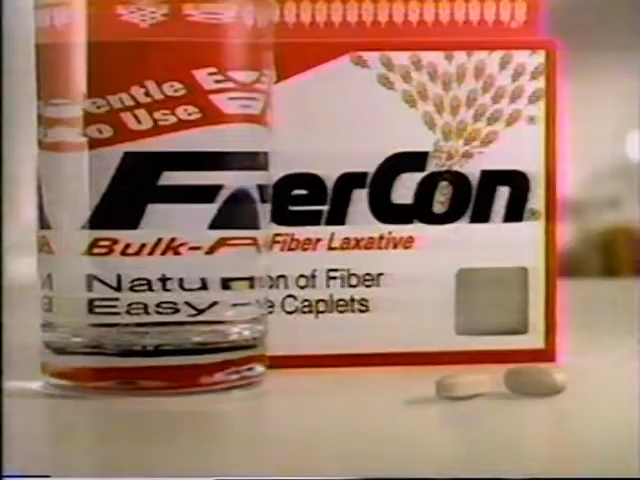 entle E
o Use
F erCon
Bulk- Fiber Laxative
Natu on of Fiber
Easy e Caplets